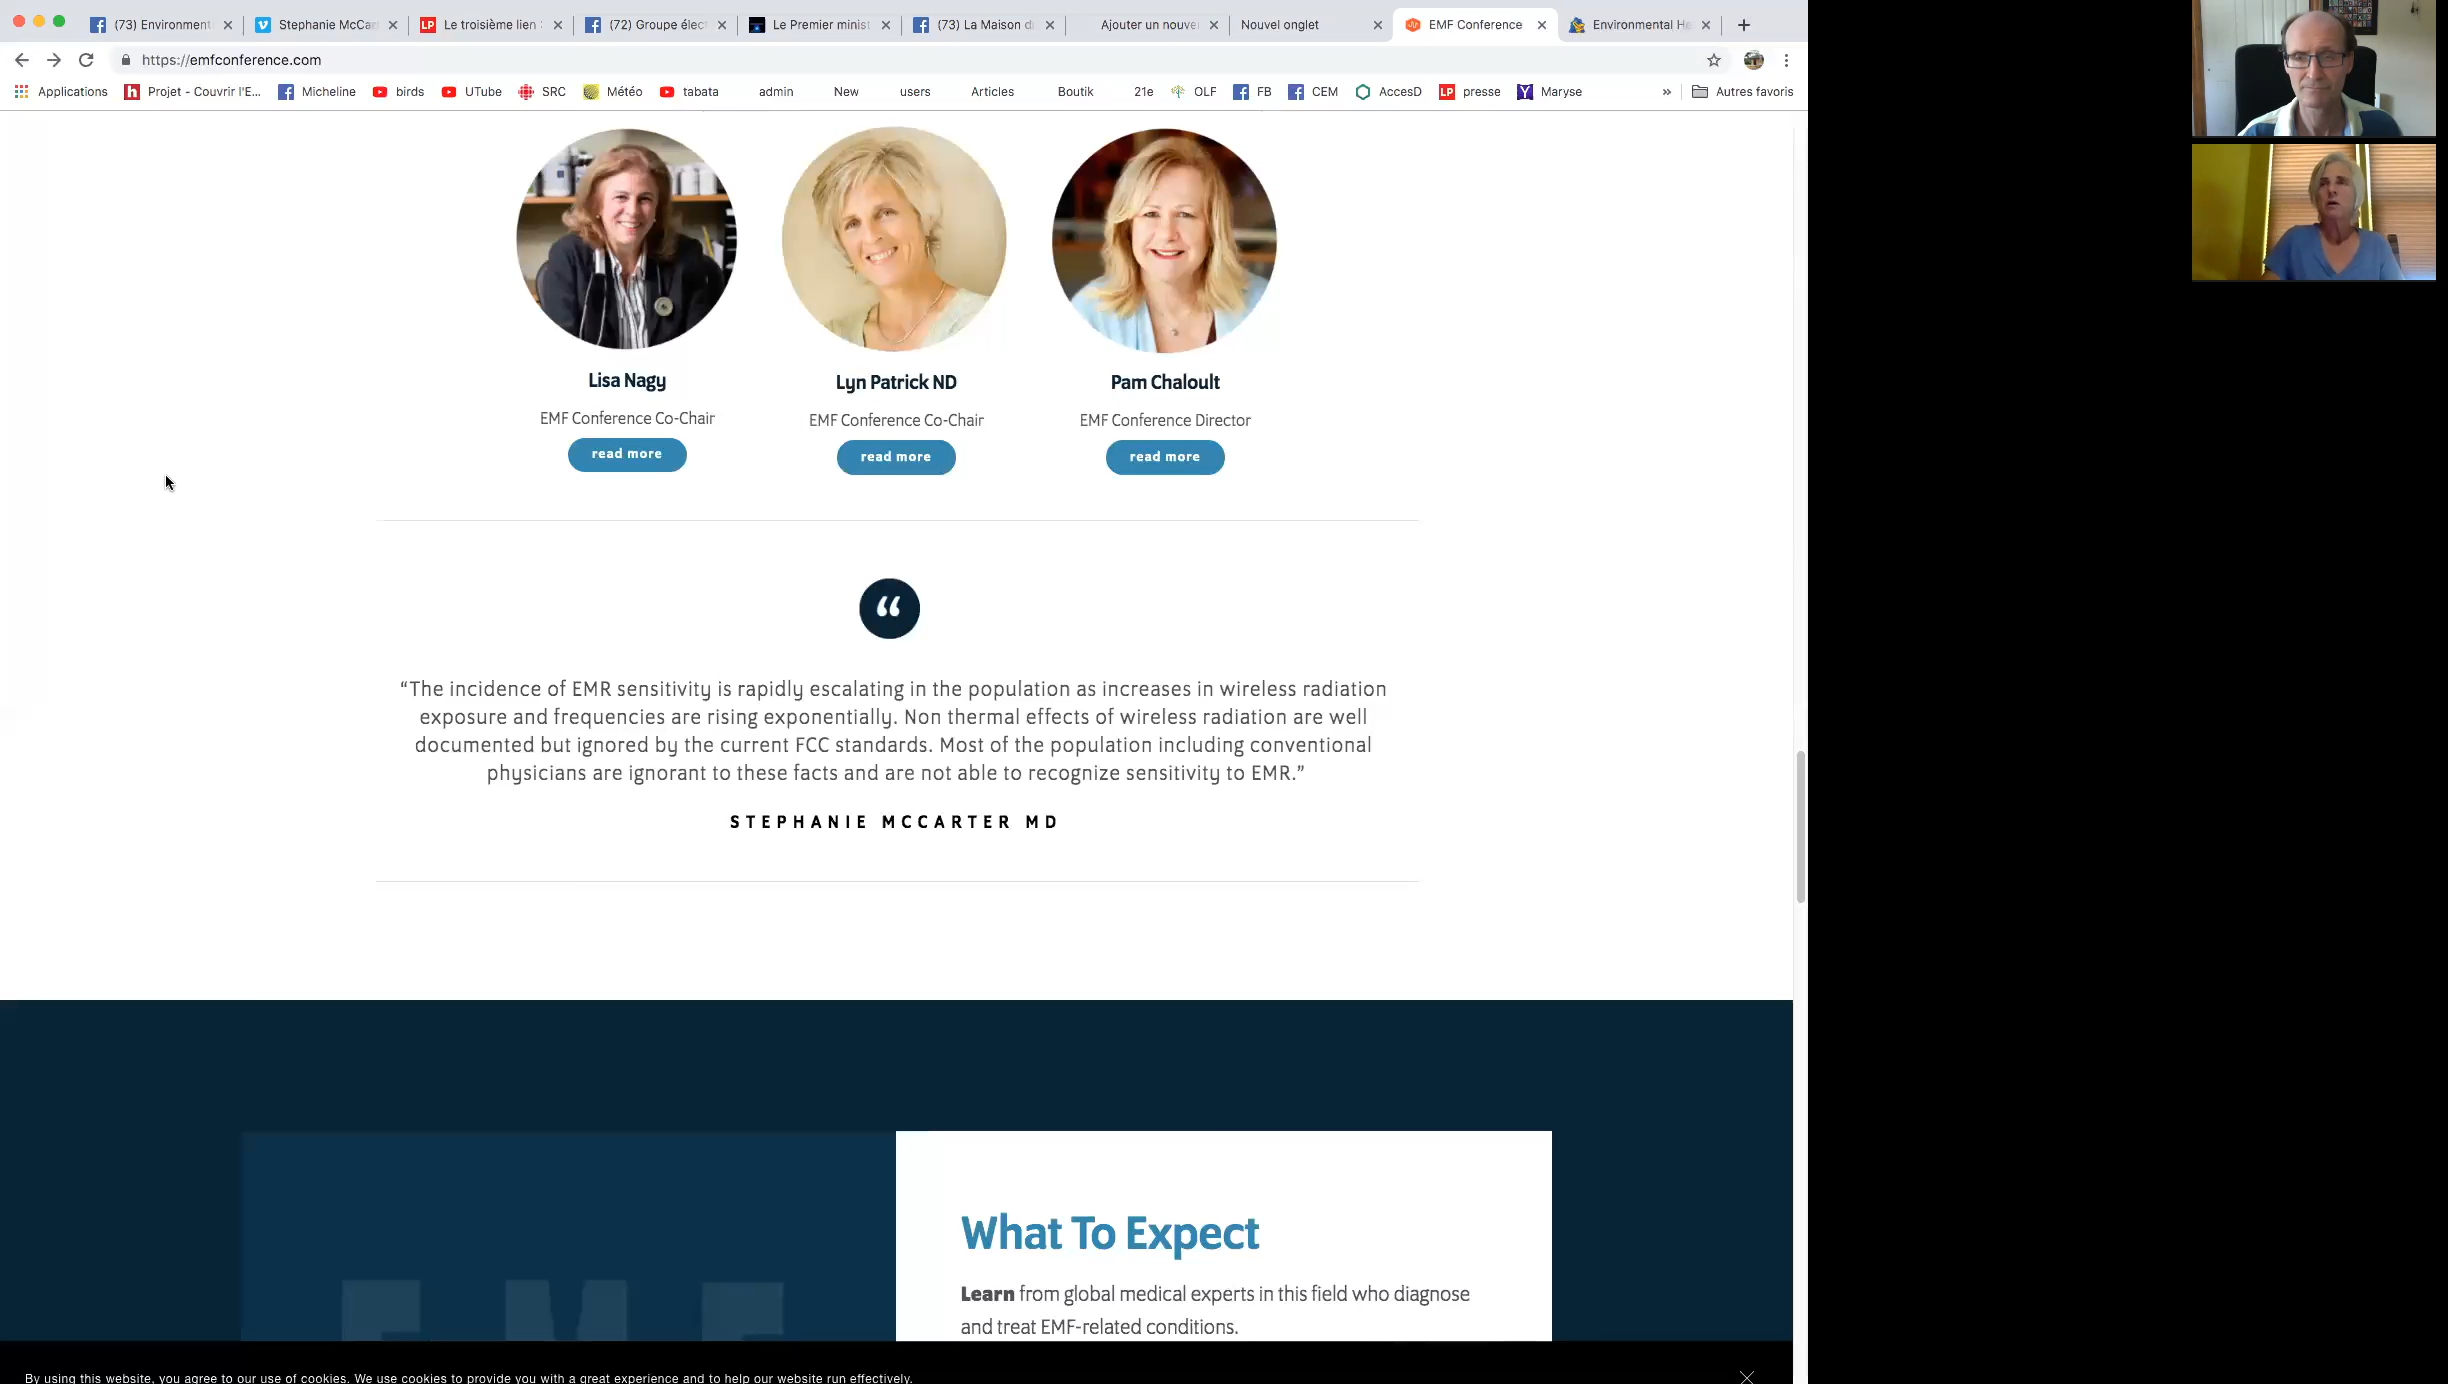 (73) Environment
Stephanie McCar
Le troisième lien :
(72) Groupe élect
Le Premier minist
(73) La Maison d
Ajouter un nouve
Nouvel onglet
EMF Conference
Environmental He
https://emfconference.com
Applications
Projet - Couvrir l'E...
Micheline
birds
UTube
SRC
Météo
tabata
admin
New
users
Articles
Boutik
21e
OLF
FB
CEM
AccesD
presse
Maryse
»
Autres favoris
Lisa Nagy
EMF Conference Co-Chair
read more
Lyn Patrick ND
EMF Conference Co-Chair
read more
Pam Chaloult
EMF Conference Director
read more
“
“The incidence of EMR sensitivity is rapidly escalating in the population as increases in wireless radiation
exposure and frequencies are rising exponentially. Non thermal effects of wireless radiation are well
documented but ignored by the current FCC standards. Most of the population including conventional
physicians are ignorant to these facts and are not able to recognize sensitivity to EMR.”
STEPHANIE MCCARTER MD
EMF
What To Expect
Learn from global medical experts in this field who diagnose
and treat EMF-related conditions.
By using this website, you agree to our use of cookies. We use cookies to provide you with a great experience and to help our website run effectively.